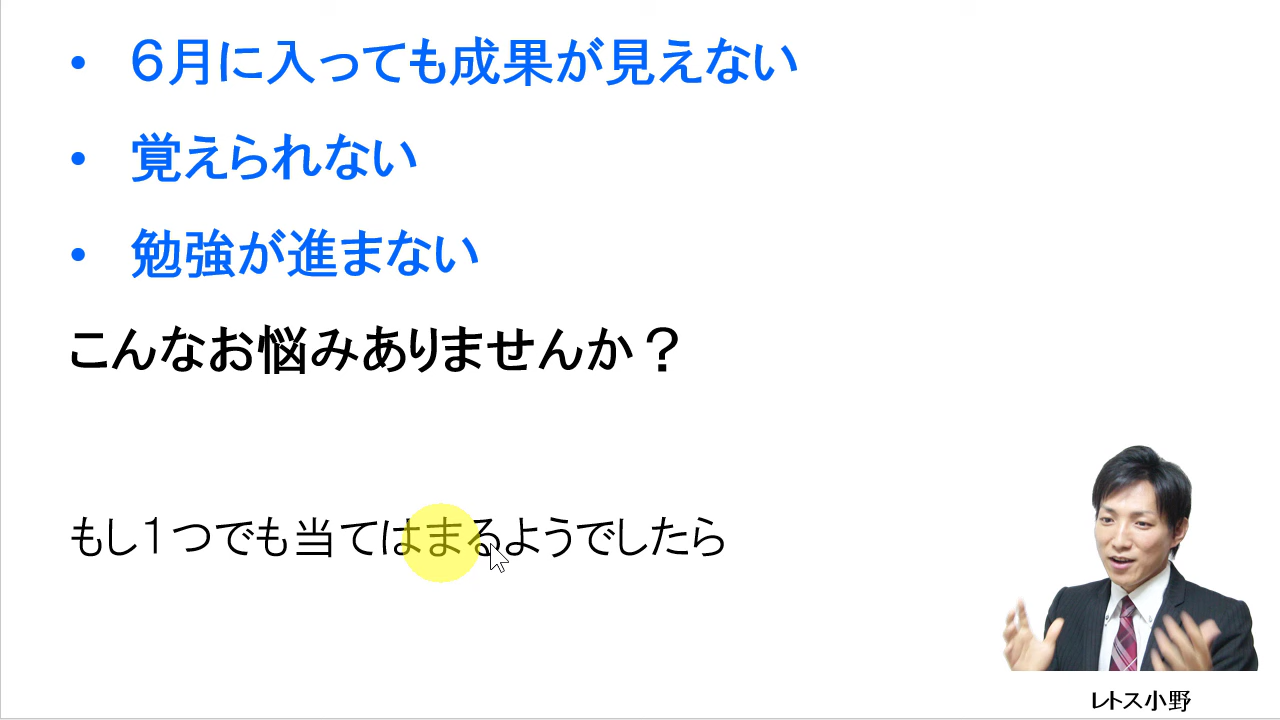 • 6月に入っても成果が見えない
• 覚えられない
• 勉強が進まない
こんなお悩みありませんか？
もし1つでも当てはまるようでしたら
レトス小野